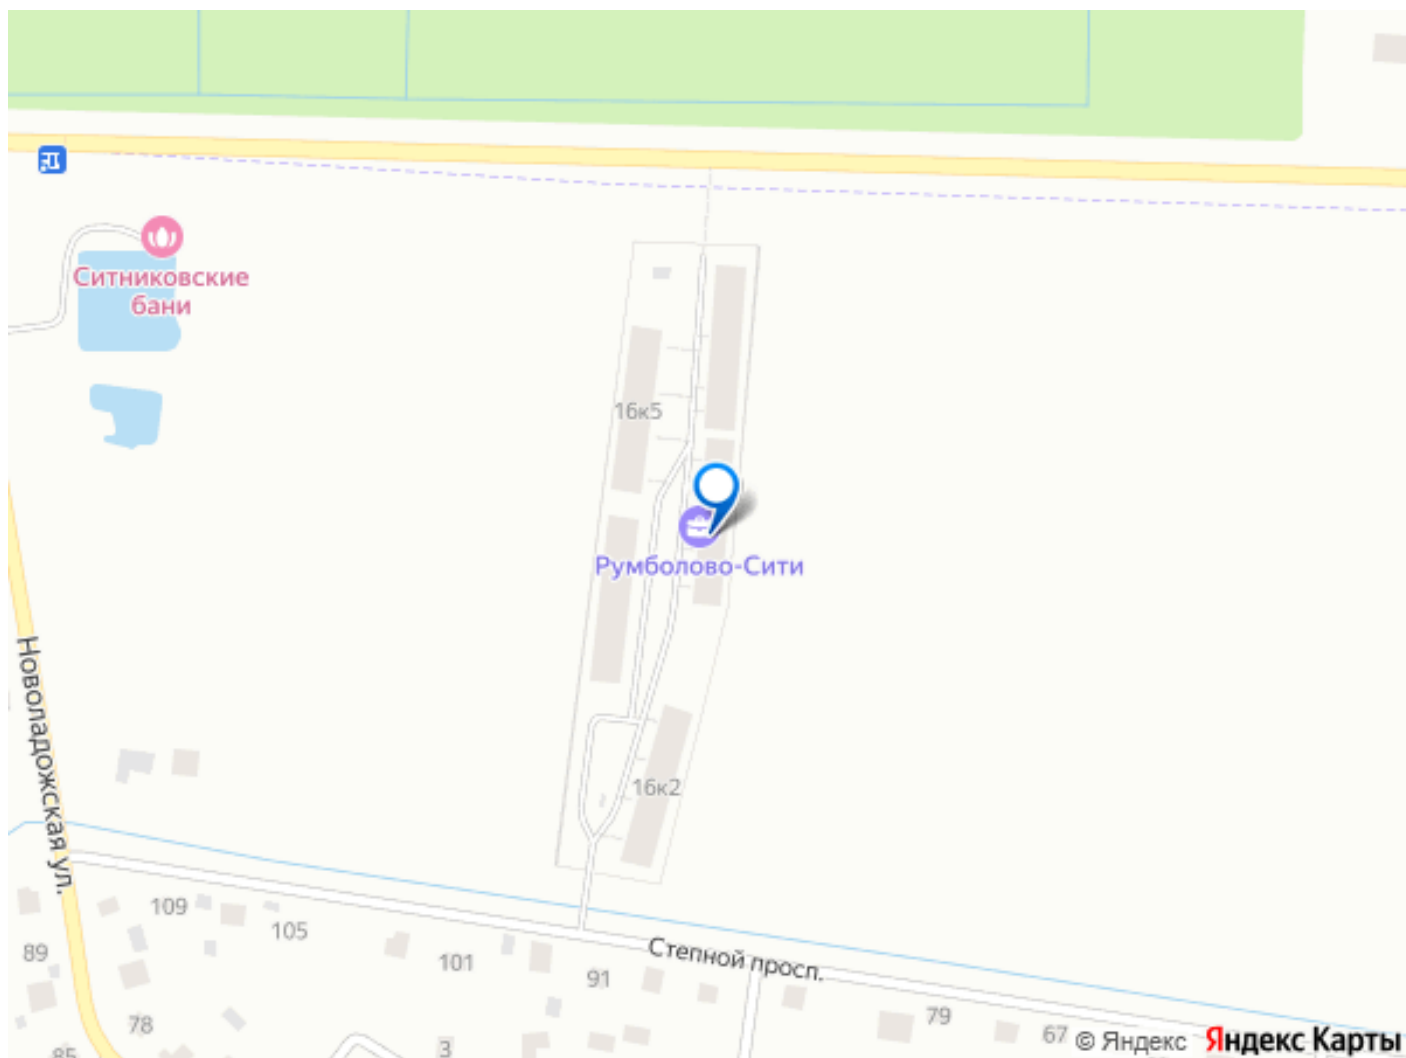 Ситниковские
бани
16к5
Румболово-Сити
Новоладожская ул.
16к2
109
105
89
101
Степной просп.
91
79
78
67
3
85
© Яндекс
Яндекс Карты